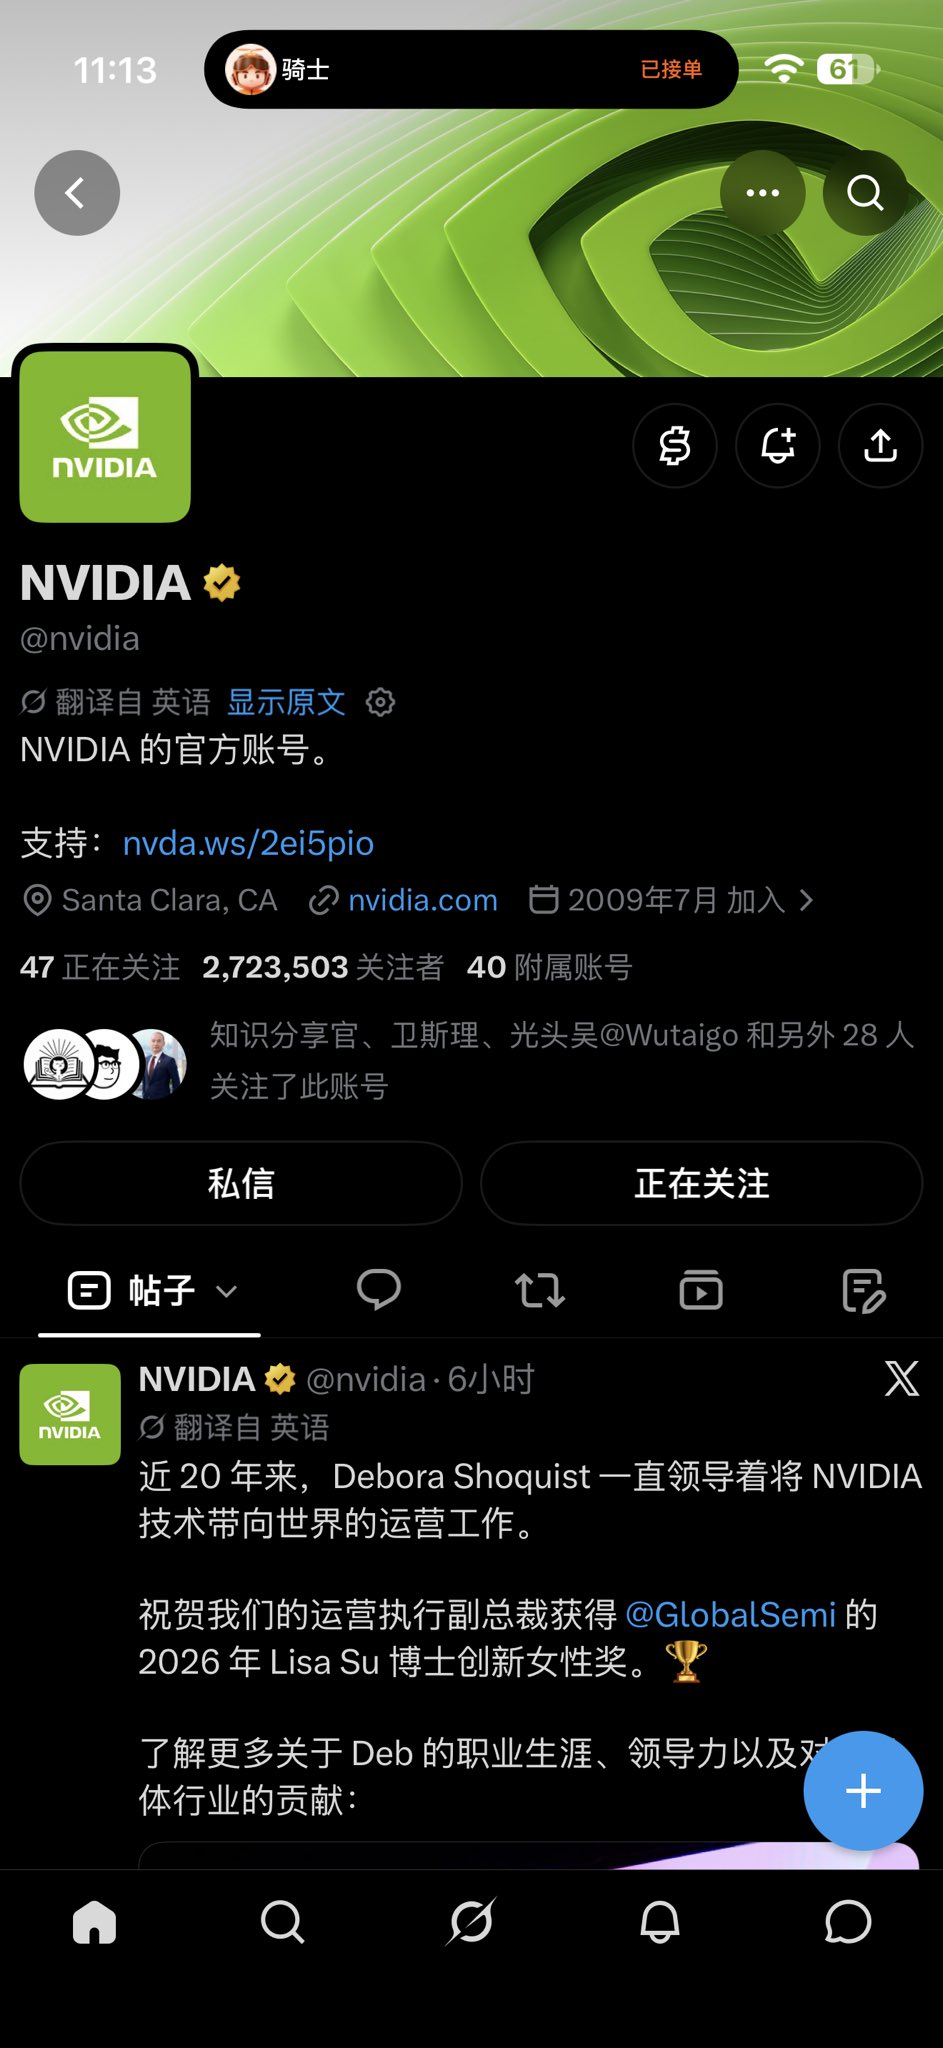 11:13
骑士
已接单
61
NVIDIA
NVIDIA
@nvidia
翻译自 英语 显示原文
NVIDIA 的官方账号。
支持：nvda.ws/2ei5pio
Santa Clara, CA nvidia.com 2009年7月 加入
47 正在关注 2,723,503 关注者 40 附属账号
知识分享官、卫斯理、光头吴@Wutaigo 和另外 28 人
关注了此账号
私信
正在关注
帖子
NVIDIA
NVIDIA @nvidia · 6小时
翻译自 英语
近 20 年来，Debora Shoquist 一直领导着将 NVIDIA
技术带向世界的运营工作。
祝贺我们的运营执行副总裁获得 @GlobalSemi 的
2026 年 Lisa Su 博士创新女性奖。🏆
了解更多关于 Deb 的职业生涯、领导力以及对
体行业的贡献：